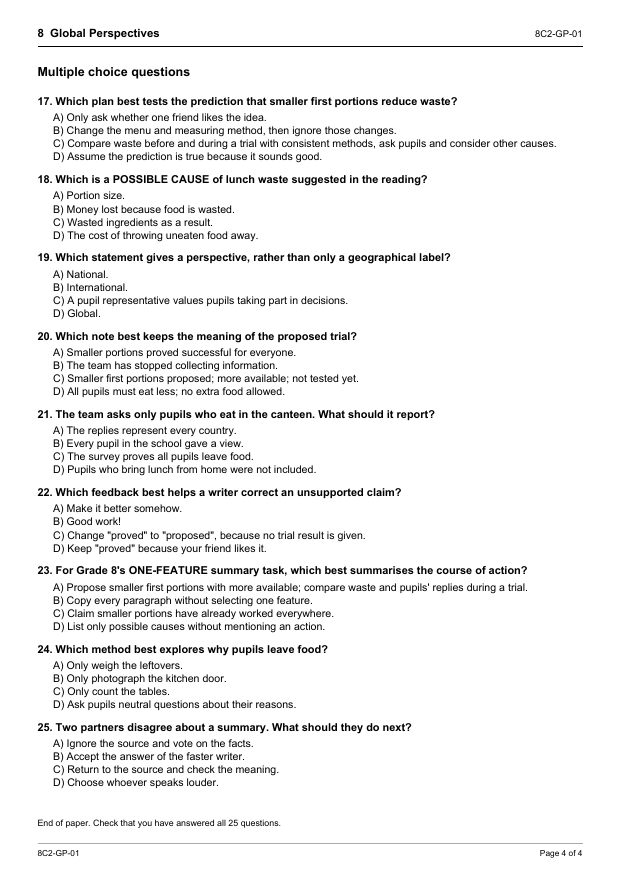 8 Global Perspectives
8C2-GP-01
Multiple choice questions
17. Which plan best tests the prediction that smaller first portions reduce waste?
A) Only ask whether one friend likes the idea.
B) Change the menu and measuring method, then ignore those changes.
C) Compare waste before and during a trial with consistent methods, ask pupils and consider other causes.
D) Assume the prediction is true because it sounds good.
18. Which is a POSSIBLE CAUSE of lunch waste suggested in the reading?
A) Portion size.
B) Money lost because food is wasted.
C) Wasted ingredients as a result.
D) The cost of throwing uneaten food away.
19. Which statement gives a perspective, rather than only a geographical label?
A) National.
B) International.
C) A pupil representative values pupils taking part in decisions.
D) Global.
20. Which note best keeps the meaning of the proposed trial?
A) Smaller portions proved successful for everyone.
B) The team has stopped collecting information.
C) Smaller first portions proposed; more available; not tested yet.
D) All pupils must eat less; no extra food allowed.
21. The team asks only pupils who eat in the canteen. What should it report?
A) The replies represent every country.
B) Every pupil in the school gave a view.
C) The survey proves all pupils leave food.
D) Pupils who bring lunch from home were not included.
22. Which feedback best helps a writer correct an unsupported claim?
A) Make it better somehow.
B) Good work!
C) Change "proved" to "proposed", because no trial result is given.
D) Keep "proved" because your friend likes it.
23. For Grade 8's ONE-FEATURE summary task, which best summarises the course of action?
A) Propose smaller first portions with more available; compare waste and pupils' replies during a trial.
B) Copy every paragraph without selecting one feature.
C) Claim smaller portions have already worked everywhere.
D) List only possible causes without mentioning an action.
24. Which method best explores why pupils leave food?
A) Only weigh the leftovers.
B) Only photograph the kitchen door.
C) Only count the tables.
D) Ask pupils neutral questions about their reasons.
25. Two partners disagree about a summary. What should they do next?
A) Ignore the source and vote on the facts.
B) Accept the answer of the faster writer.
C) Return to the source and check the meaning.
D) Choose whoever speaks louder.
End of paper. Check that you have answered all 25 questions.
8C2-GP-01
Page 4 of 4